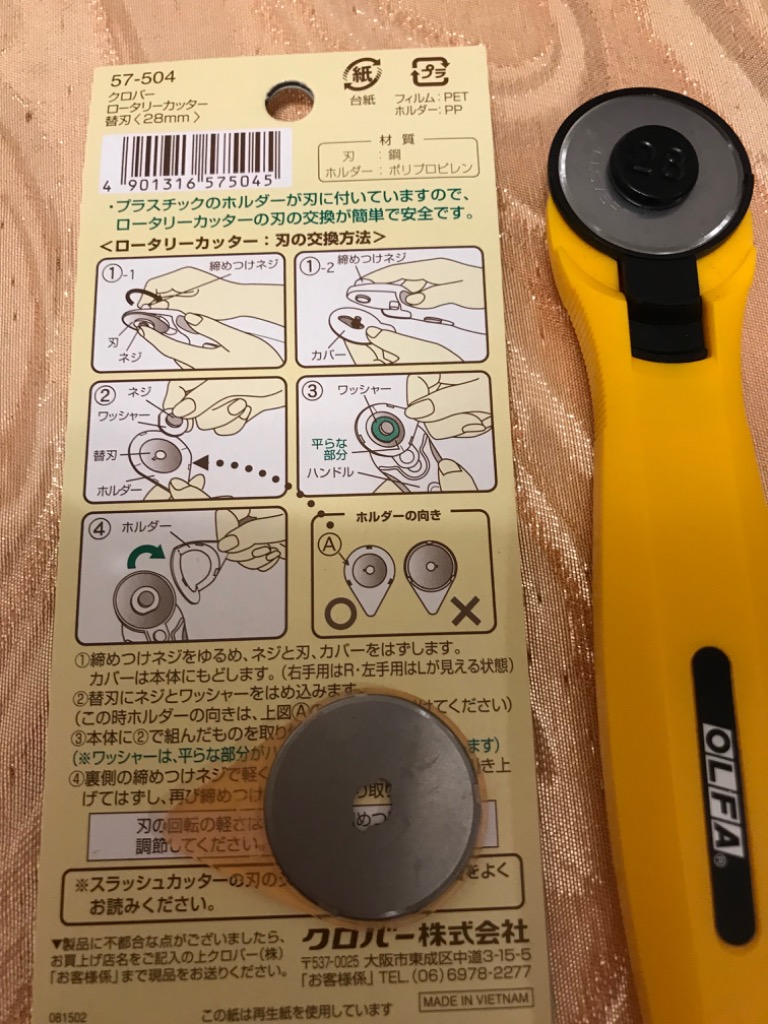 57-504
クロバー
ロータリーカッター
替刃〈28mm〉
紙
台紙
プラ
フィルム:PET
ホルダー:PP
材 質
刃 : 鋼
ホルダー : ポリプロピレン
4 901316 575045
・プラスチックのホルダーが刃に付いていますので、
ロータリーカッターの刃の交換が簡単で安全です。
<ロータリーカッター:刃の交換方法>
①-1
締めつけネジ
刃
ネジ
①-2
締めつけネジ
カバー
②
ネジ
ワッシャー
替刃
ホルダー
③
ワッシャー
平らな
部分
ハンドル
④
ホルダー
ホルダーの向き
A
①締めつけネジをゆるめ、ネジと刃、カバーをはずします。
カバーは本体にもどします。(右手用はR・左手用はLが見える状態)
②替刃にネジとワッシャーをはめ込みます
(この時ホルダーの向きは、上図Ⓐ けてください)
③本体に②で組んだものを取り
(※ワッシャーは、平らな部分が ます)
④裏側の締めつけネジで軽く き上
げてはずし、再び締めつけ
刃の回転の軽さは
調節してください。
※スラッシュカッターの刃の をよく
お読みください。
▼製品に不都合な点がございましたら、
お買上げ店名をご記入の上クロバー(株)
「お客様係」まで現品をお送りください。
クロバー株式会社
〒537-0025 大阪市東成区中道3-15-5
「お客様係」TEL.(06)6978-2277
MADE IN VIETNAM
081502
この紙は再生紙を使用しています
28
OLFA®